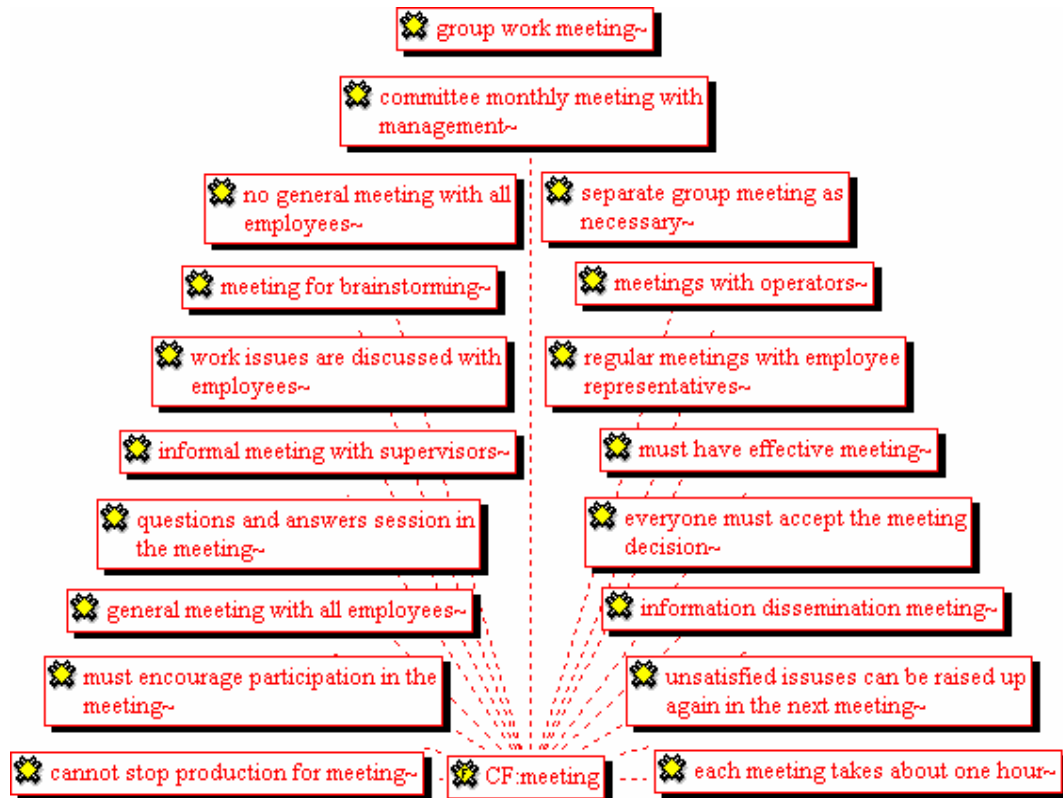 group work meeting~
committee monthly meeting with
management~
no general meeting with all
employees~
separate group meeting as
necessary~
meeting for brainstorming~
meetings with operators~
work issues are discussed with
employees~
regular meetings with employee
representatives~
informal meeting with supervisors~
must have effective meeting~
questions and answers session in
the meeting~
everyone must accept the meeting
decision~
general meeting with all employees~
information dissemination meeting~
must encourage participation in the
meeting~
unsatisfied issuses can be raised up
again in the next meeting~
cannot stop production for meeting~
CF:meeting
each meeting takes about one hour~